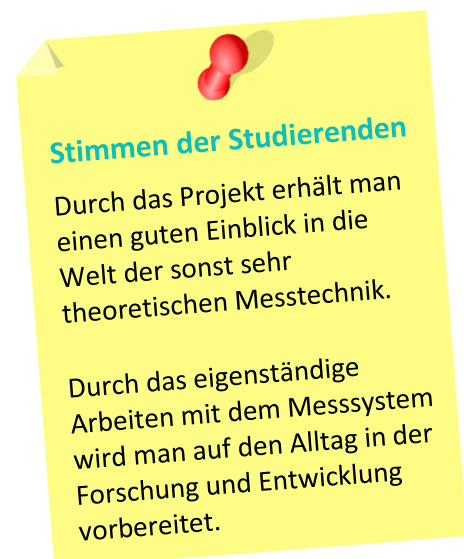 Stimmen der Studierenden
Durch das Projekt erhält man
einen guten Einblick in die
Welt der sonst sehr
theoretischen Messtechnik.
Durch das eigenständige
Arbeiten mit dem Messsystem
wird man auf den Alltag in der
Forschung und Entwicklung
vorbereitet.